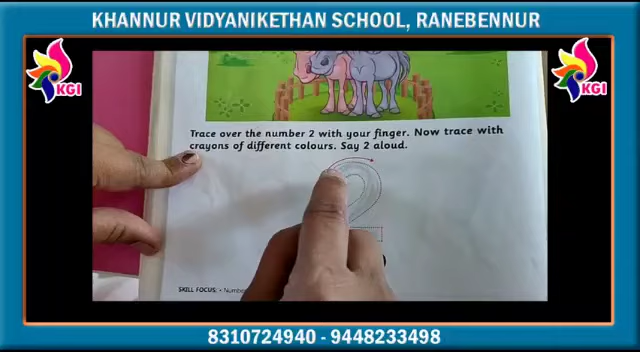 KHANNUR VIDYANIKETHAN SCHOOL, RANEBENNUR
KGI
KGI
Trace over the number 2 with your finger. Now trace with
crayons of different colours. Say 2 aloud.
2
SKILL FOCUS: • Number
8310724940 - 9448233498